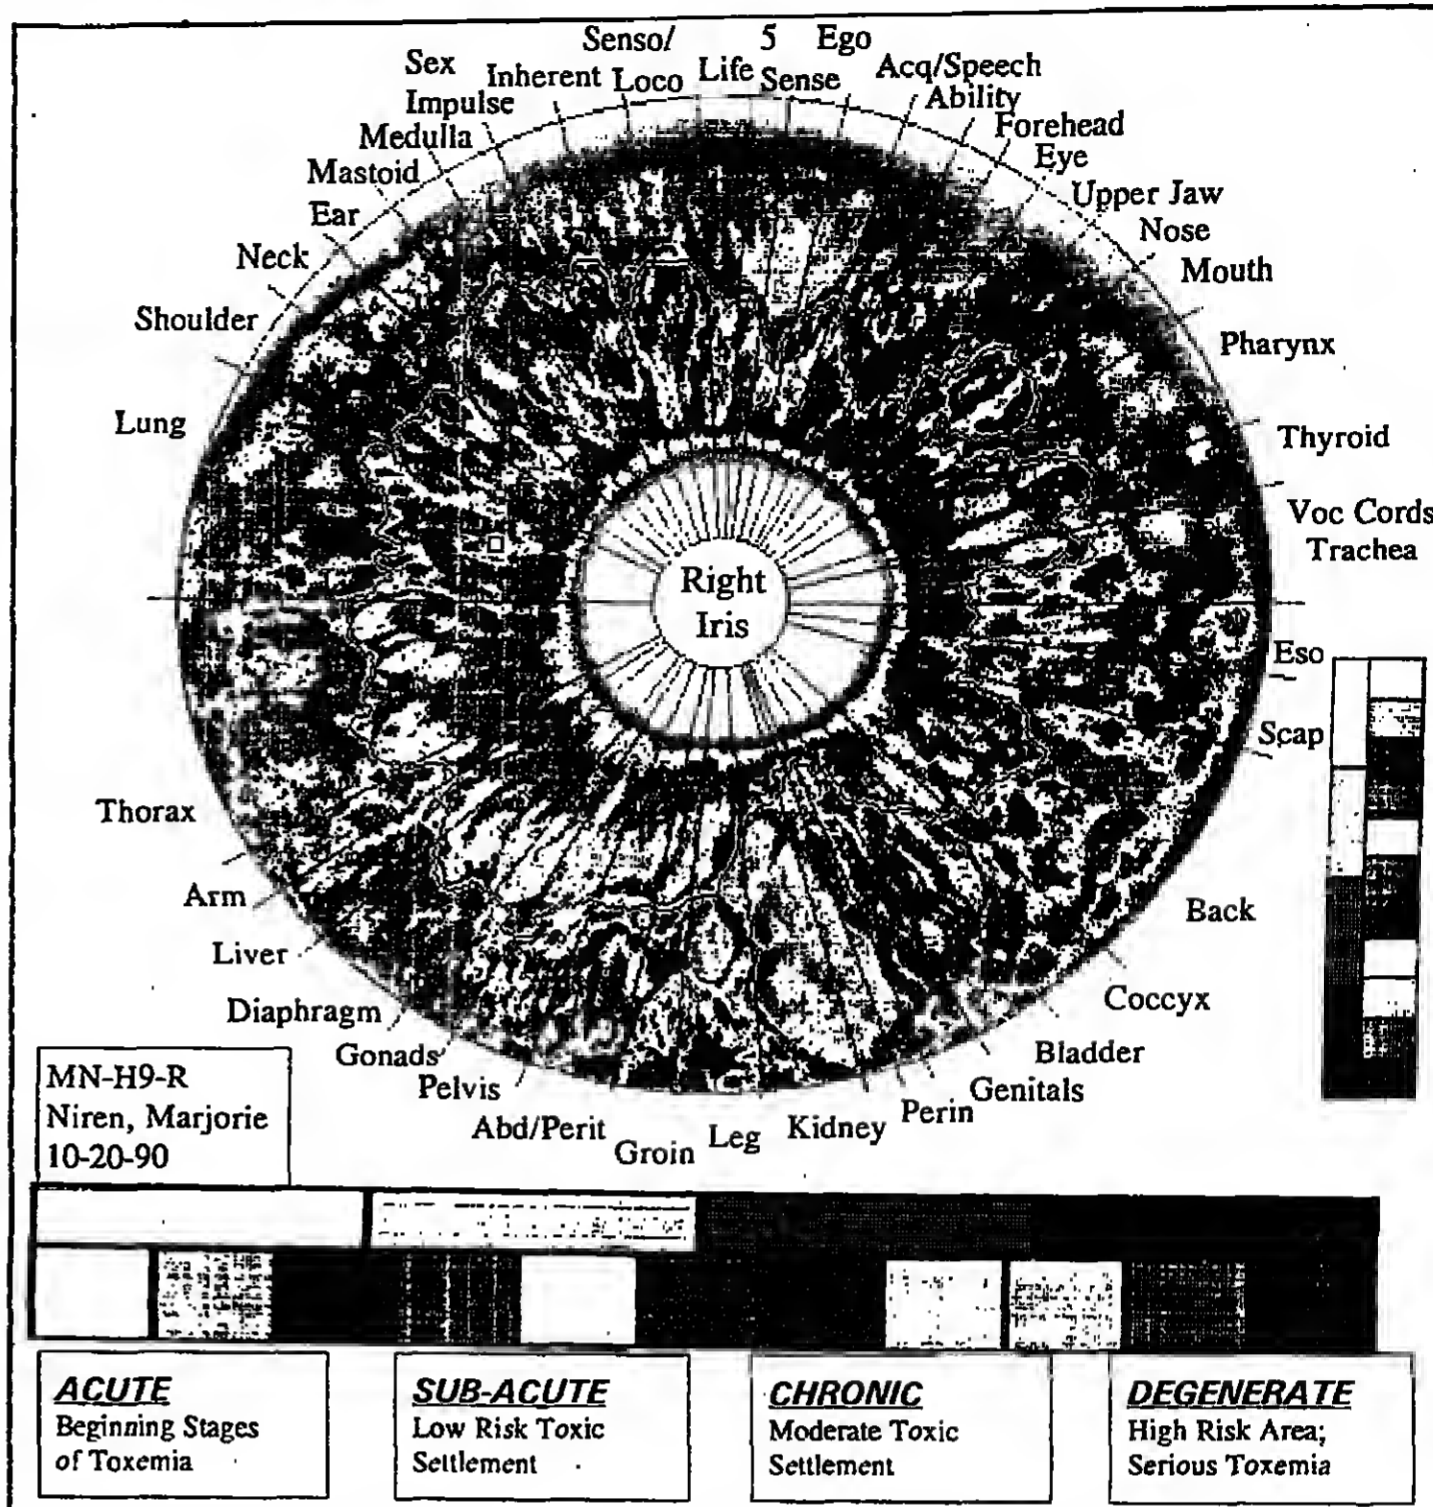 Senso/
Loco
Life
5
Sense
Ego
Acq/Speech
Ability
Forehead
Eye
Upper Jaw
Nose
Mouth
Pharynx
Thyroid
Voc Cords
Trachea
Eso
Scap
Back
Coccyx
Bladder
Genitals
Perin
Kidney
Leg
Groin
Abd/Perit
Pelvis
Gonads
Diaphragm
Liver
Arm
Thorax
Lung
Shoulder
Neck
Ear
Mastoid
Medulla
Sex
Impulse
Inherent
Right
Iris
MN-H9-R
Niren, Marjorie
10-20-90
ACUTE
Beginning Stages
of Toxemia
SUB-ACUTE
Low Risk Toxic
Settlement
CHRONIC
Moderate Toxic
Settlement
DEGENERATE
High Risk Area;
Serious Toxemia